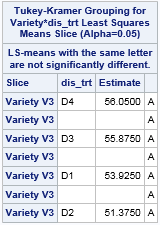 Tukey-Kramer Grouping for
Variety*dis_trt Least Squares
Means Slice (Alpha=0.05)
LS-means with the same letter
are not significantly different.
Slice dis_trt Estimate
Variety V3 D4 56.0500 A
Variety V3 A
Variety V3 D3 55.8750 A
Variety V3 A
Variety V3 D1 53.9250 A
Variety V3 A
Variety V3 D2 51.3750 A